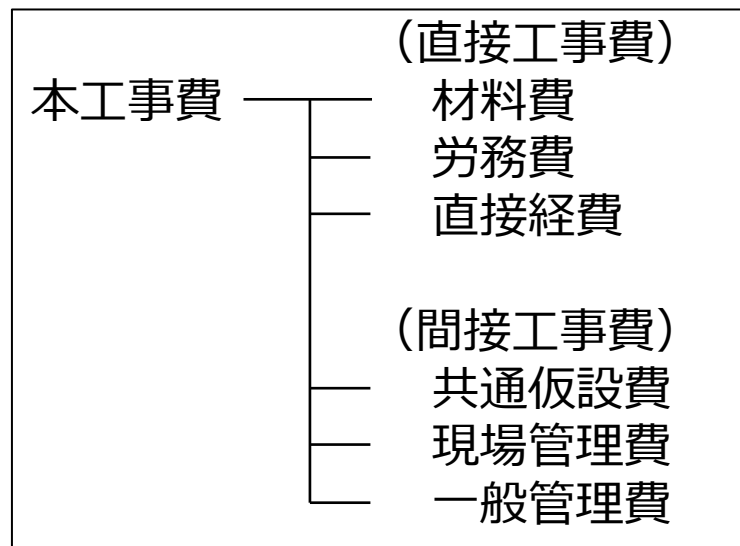 （直接工事費）
本工事費 材料費
労務費
直接経費
（間接工事費）
共通仮設費
現場管理費
一般管理費